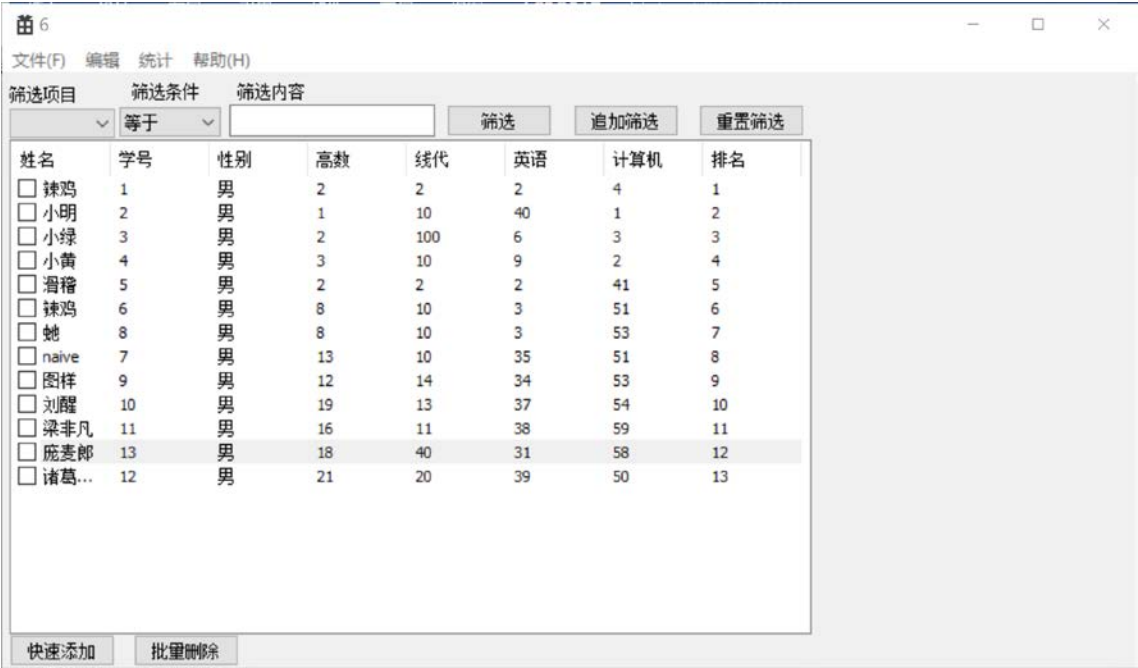 6
文件(F) 编辑 统计 帮助(H)
筛选项目 筛选条件 筛选内容
等于 筛选 追加筛选 重置筛选
姓名 学号 性别 高数 线代 英语 计算机 排名
辣鸡 1 男 2 2 2 4 1
小明 2 男 1 10 40 1 2
小绿 3 男 2 100 6 3 3
小黄 4 男 3 10 9 2 4
滑稽 5 男 2 2 2 41 5
辣鸡 6 男 8 10 3 51 6
虵 8 男 8 10 3 53 7
naive 7 男 13 10 35 51 8
图样 9 男 12 14 34 53 9
刘醒 10 男 19 13 37 54 10
梁非凡 11 男 16 11 38 59 11
庞麦郎 13 男 18 40 31 58 12
诸葛... 12 男 21 20 39 50 13
快速添加 批量删除